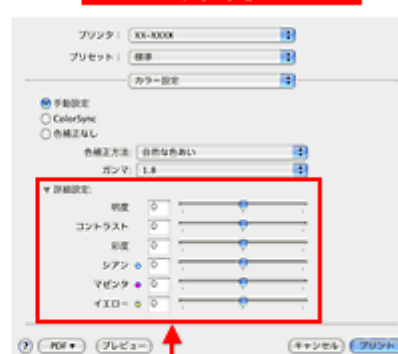 プリンタ： XX-XXXX
プリセット： 標準
カラー設定
手動設定
ColorSync
色補正なし
色補正方法： 自然な色あい
ガンマ： 1.8
▼ 詳細設定：
明度 0
コントラスト 0
彩度 0
シアン 0
マゼンタ 0
イエロー 0
? PDF▼ プレビュー キャンセル プリント